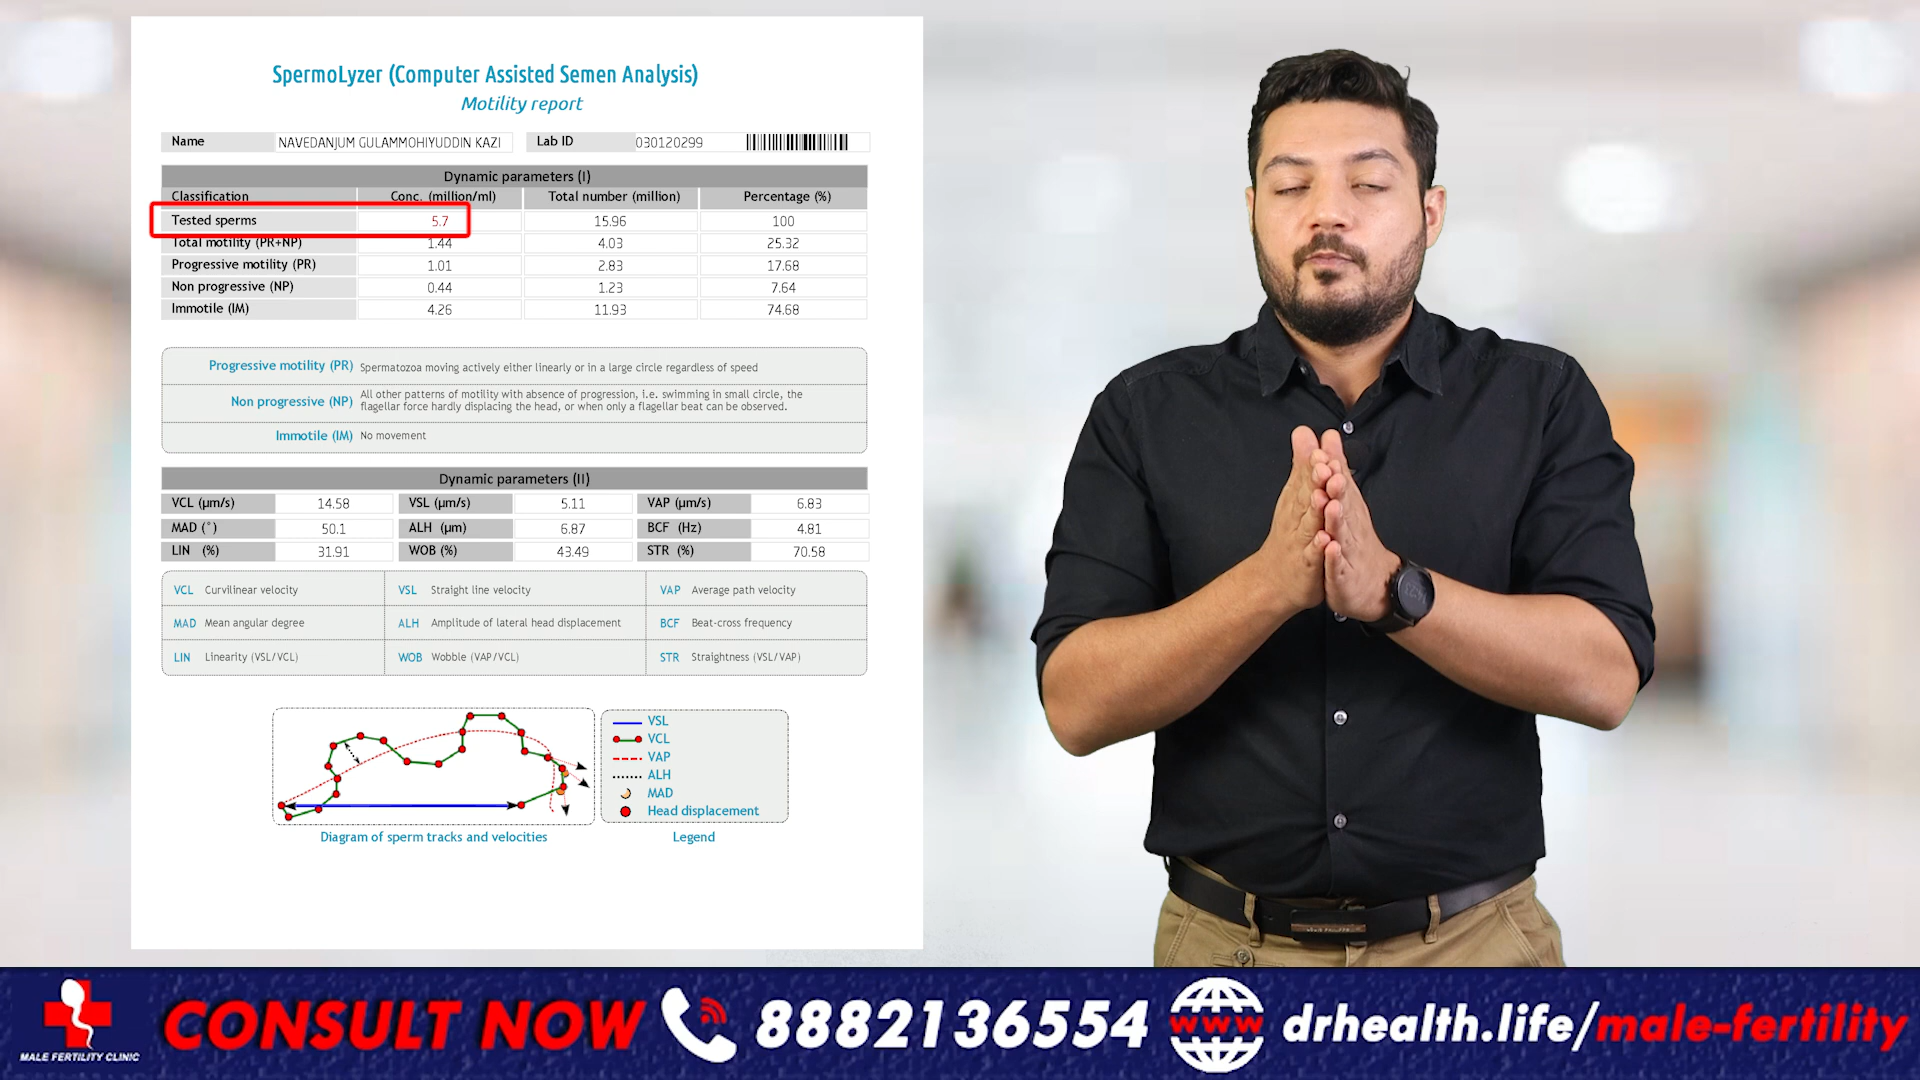 SpermoLyzer (Computer Assisted Semen Analysis)
Motility report
Name NAVEDANJUM GULAMMOHIYUDDIN KAZI Lab ID 030120299
Dynamic parameters (I)
Classification Conc. (million/ml) Total number (million) Percentage (%)
Tested sperms 5.7 15.96 100
Total motility (PR+NP) 1.44 4.03 25.32
Progressive motility (PR) 1.01 2.83 17.68
Non progressive (NP) 0.44 1.23 7.64
Immotile (IM) 4.26 11.93 74.68
Progressive motility (PR) Spermatozoa moving actively either linearly or in a large circle regardless of speed
Non progressive (NP) All other patterns of motility with absence of progression, i.e. swimming in small circle, the
flagellar force hardly displacing the head, or when only a flagellar beat can be observed.
Immotile (IM) No movement
Dynamic parameters (II)
VCL (µm/s) 14.58 VSL (µm/s) 5.11 VAP (µm/s) 6.83
MAD (°) 50.1 ALH (µm) 6.87 BCF (Hz) 4.81
LIN (%) 31.91 WOB (%) 43.49 STR (%) 70.58
VCL Curvilinear velocity VSL Straight line velocity VAP Average path velocity
MAD Mean angular degree ALH Amplitude of lateral head displacement BCF Beat-cross frequency
LIN Linearity (VSL/VCL) WOB Wobble (VAP/VCL) STR Straightness (VSL/VAP)
VSL
VCL
VAP
ALH
MAD
Head displacement
Diagram of sperm tracks and velocities Legend
MALE FERTILITY CLINIC
CONSULT NOW 8882136554 www drhealth.life/male-fertility